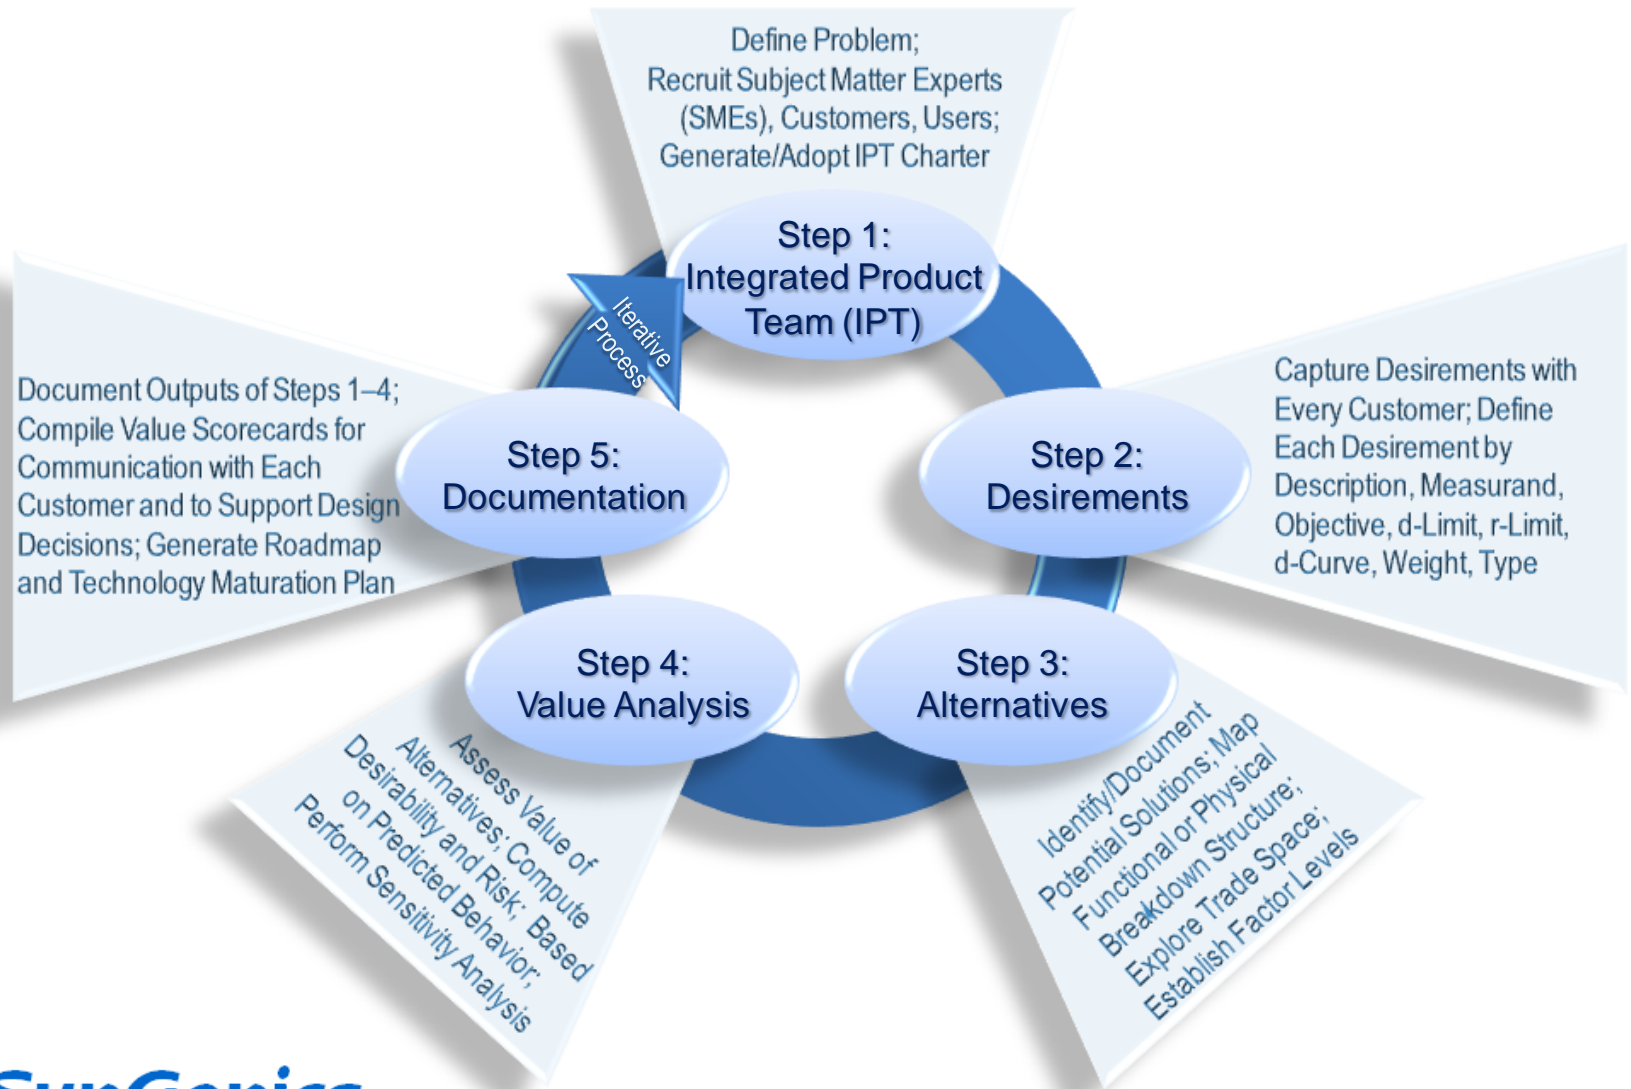 Define Problem;
Recruit Subject Matter Experts
(SMEs), Customers, Users;
Generate/Adopt IPT Charter
Step 1:
Integrated Product
Team (IPT)
Iterative
Process
Capture Desirements with
Every Customer; Define
Each Desirement by
Description, Measurand,
Objective, d-Limit, r-Limit,
d-Curve, Weight, Type
Step 2:
Desirements
Step 3:
Alternatives
Identify/Document
Potential Solutions; Map
Functional or Physical
Breakdown Structure;
Explore Trade Space;
Establish Factor Levels
Step 4:
Value Analysis
Assess Value of
Alternatives; Compute
Desirability and Risk; Based
on Predicted Behavior;
Perform Sensitivity Analysis
Step 5:
Documentation
Document Outputs of Steps 1–4;
Compile Value Scorecards for
Communication with Each
Customer and to Support Design
Decisions; Generate Roadmap
and Technology Maturation Plan